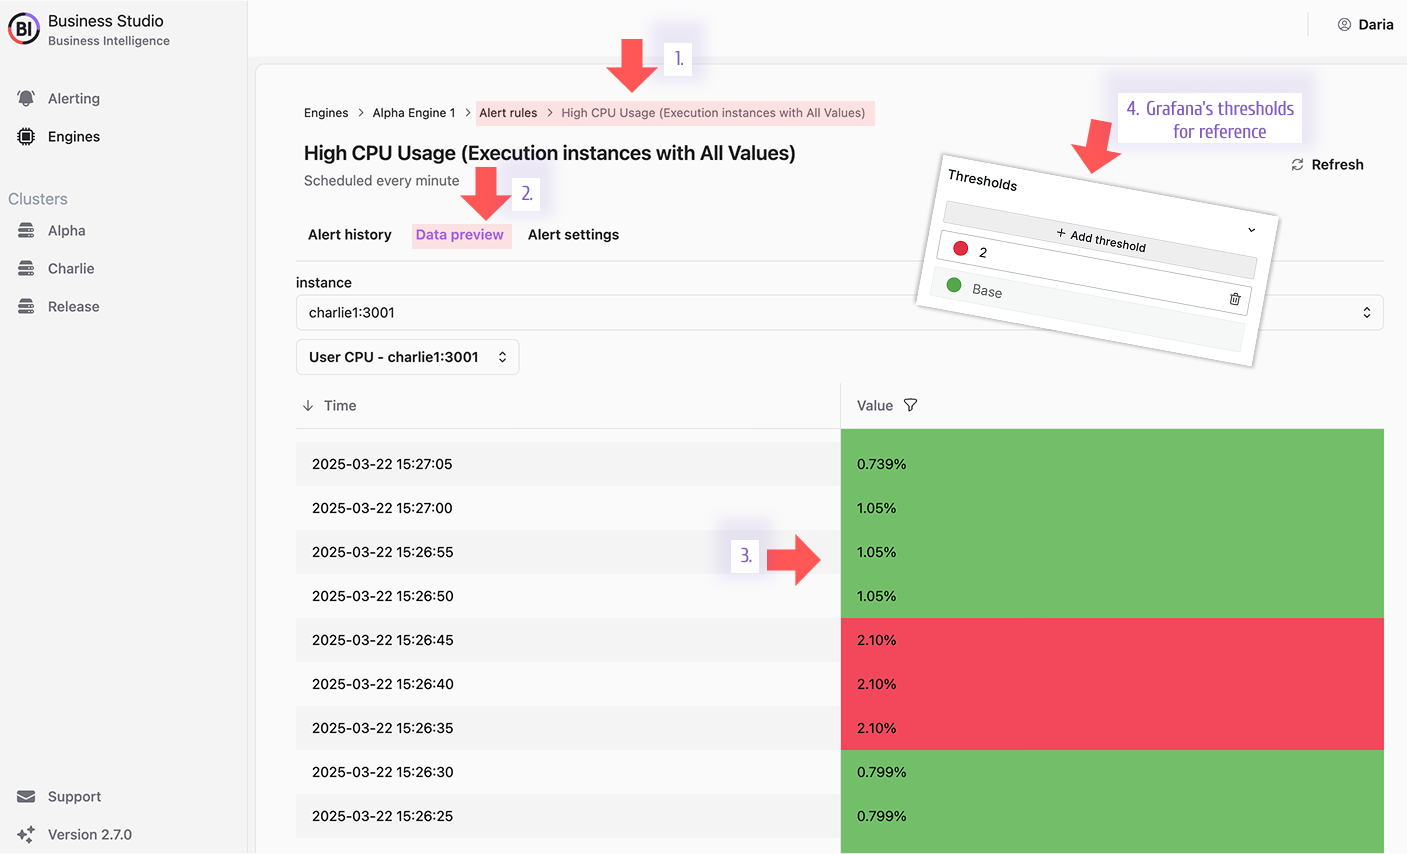 BI
Business Studio
Business Intelligence
Daria
Alerting
Engines
Clusters
Alpha
Charlie
Release
Support
Version 2.7.0
1.
Engines > Alpha Engine 1 > Alert rules > High CPU Usage (Execution instances with All Values)
High CPU Usage (Execution instances with All Values)
Scheduled every minute
Refresh
2.
4. Grafana's thresholds
for reference
Thresholds
+ Add threshold
2
Base
Alert history Data preview Alert settings
instance
charlie1:3001
User CPU - charlie1:3001
Time Value
2025-03-22 15:27:05 0.739%
2025-03-22 15:27:00 1.05%
2025-03-22 15:26:55 1.05%
3.
2025-03-22 15:26:50 1.05%
2025-03-22 15:26:45 2.10%
2025-03-22 15:26:40 2.10%
2025-03-22 15:26:35 2.10%
2025-03-22 15:26:30 0.799%
2025-03-22 15:26:25 0.799%